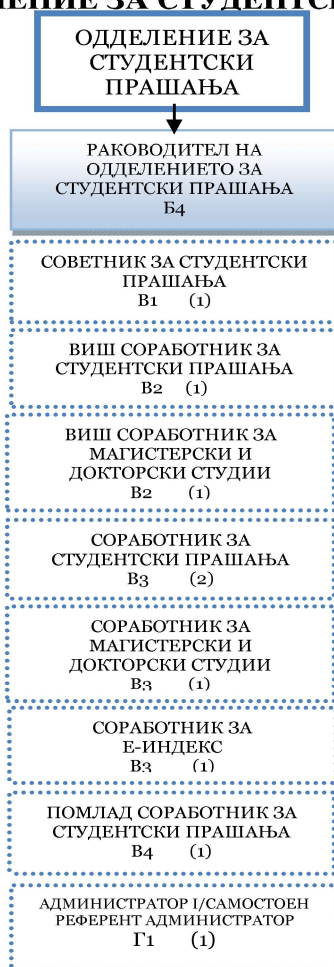 ОДДЕЛЕНИЕ ЗА
СТУДЕНТСКИ
ПРАШАЊА
РАКОВОДИТЕЛ НА
ОДДЕЛЕНИЕТО ЗА
СТУДЕНТСКИ ПРАШАЊА
Б4
СОВЕТНИК ЗА СТУДЕНТСКИ
ПРАШАЊА
В1 (1)
ВИШ СОРАБОТНИК ЗА
СТУДЕНТСКИ ПРАШАЊА
В2 (1)
ВИШ СОРАБОТНИК ЗА
МАГИСТЕРСКИ И
ДОКТОРСКИ СТУДИИ
В2 (1)
СОРАБОТНИК ЗА
СТУДЕНТСКИ ПРАШАЊА
В3 (2)
СОРАБОТНИК ЗА
МАГИСТЕРСКИ И
ДОКТОРСКИ СТУДИИ
В3 (1)
СОРАБОТНИК ЗА
Е-ИНДЕКС
В3 (1)
ПОМЛАД СОРАБОТНИК ЗА
СТУДЕНТСКИ ПРАШАЊА
В4 (1)
АДМИНИСТРАТОР I/САМОСТОЕН
РЕФЕРЕНТ АДМИНИСТРАТОР
Г1 (1)